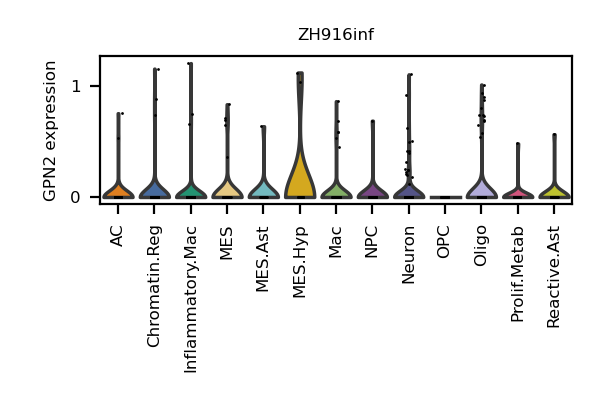 ZH916inf
GPN2 expression
1
0
AC
Chromatin.Reg
Inflammatory.Mac
MES
MES.Ast
MES.Hyp
Mac
NPC
Neuron
OPC
Oligo
Prolif.Metab
Reactive.Ast